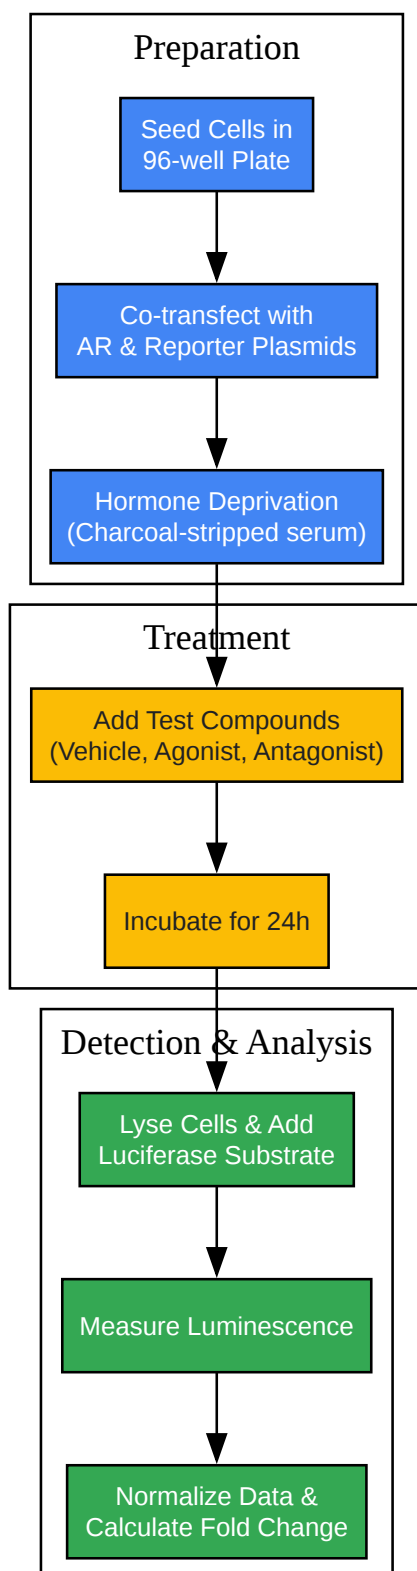 Preparation
Seed Cells in
96-well Plate
Co-transfect with
AR & Reporter Plasmids
Hormone Deprivation
(Charcoal-stripped serum)
Treatment
Add Test Compounds
(Vehicle, Agonist, Antagonist)
Incubate for 24h
Detection & Analysis
Lyse Cells & Add
Luciferase Substrate
Measure Luminescence
Normalize Data &
Calculate Fold Change